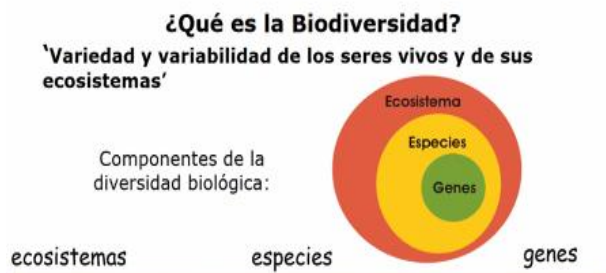 ¿Qué es la Biodiversidad?
‘Variedad y variabilidad de los seres vivos y de sus
ecosistemas’
Ecosistema
Especies
Genes
Componentes de la
diversidad biológica:
ecosistemas especies genes